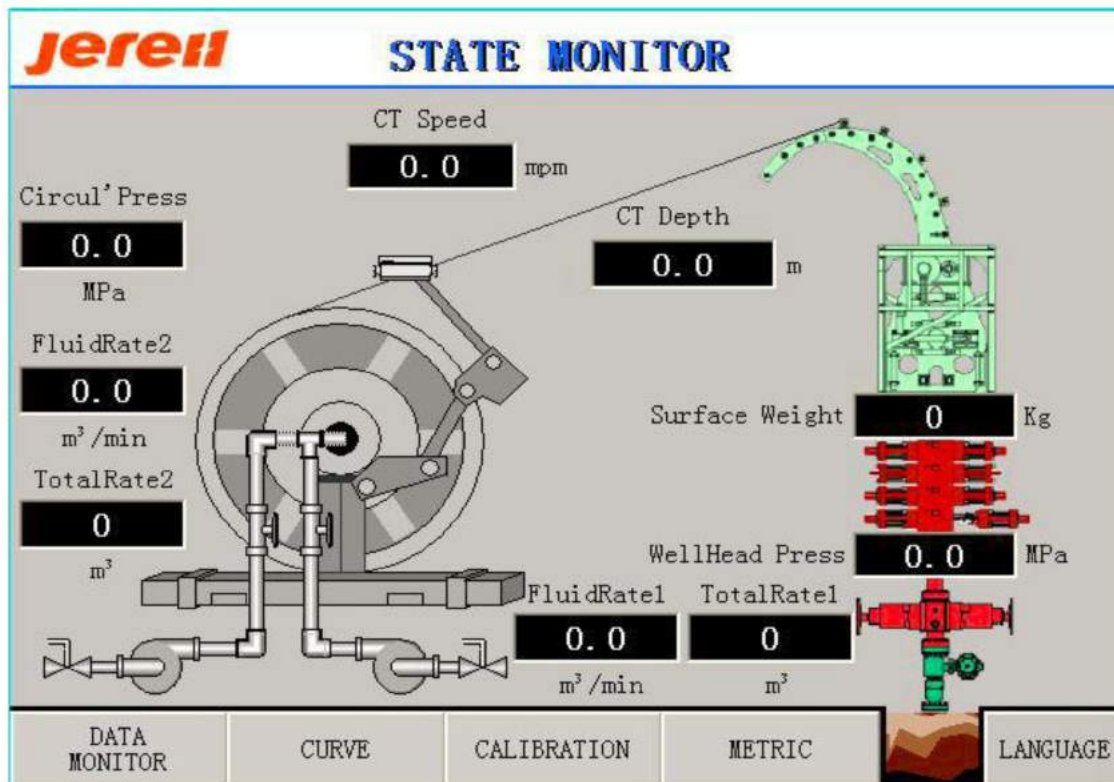 Jereh
STATE MONITOR
CT Speed
0.0 mpm
Circul'Press
0.0
MPa
CT Depth
0.0 m
FluidRate2
0.0
m³/min
TotalRate2
0
m³
Surface Weight 0 Kg
WellHead Press 0.0 MPa
FluidRate1
0.0
m³/min
TotalRate1
0
m³
DATA
MONITOR
CURVE
CALIBRATION
METRIC
LANGUAGE